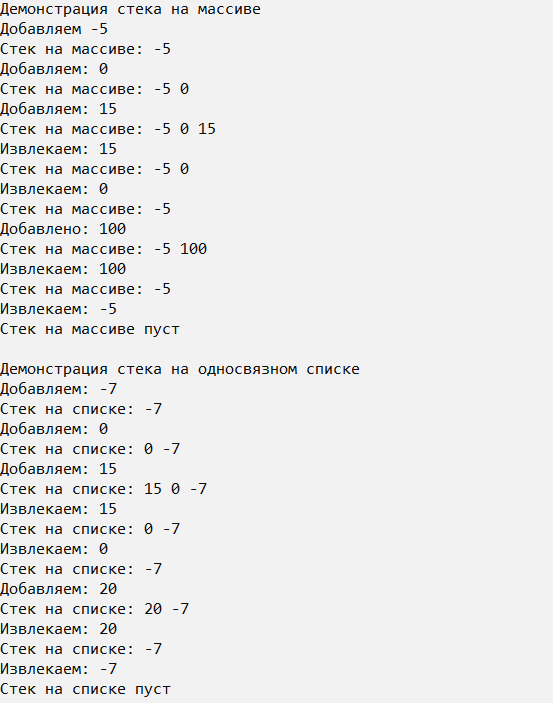 Демонстрация стека на массиве
Добавляем -5
Стек на массиве: -5
Добавляем: 0
Стек на массиве: -5 0
Добавляем: 15
Стек на массиве: -5 0 15
Извлекаем: 15
Стек на массиве: -5 0
Извлекаем: 0
Стек на массиве: -5
Добавлено: 100
Стек на массиве: -5 100
Извлекаем: 100
Стек на массиве: -5
Извлекаем: -5
Стек на массиве пуст

Демонстрация стека на односвязном списке
Добавляем: -7
Стек на списке: -7
Добавляем: 0
Стек на списке: 0 -7
Добавляем: 15
Стек на списке: 15 0 -7
Извлекаем: 15
Стек на списке: 0 -7
Извлекаем: 0
Стек на списке: -7
Добавляем: 20
Стек на списке: 20 -7
Извлекаем: 20
Стек на списке: -7
Извлекаем: -7
Стек на списке пуст